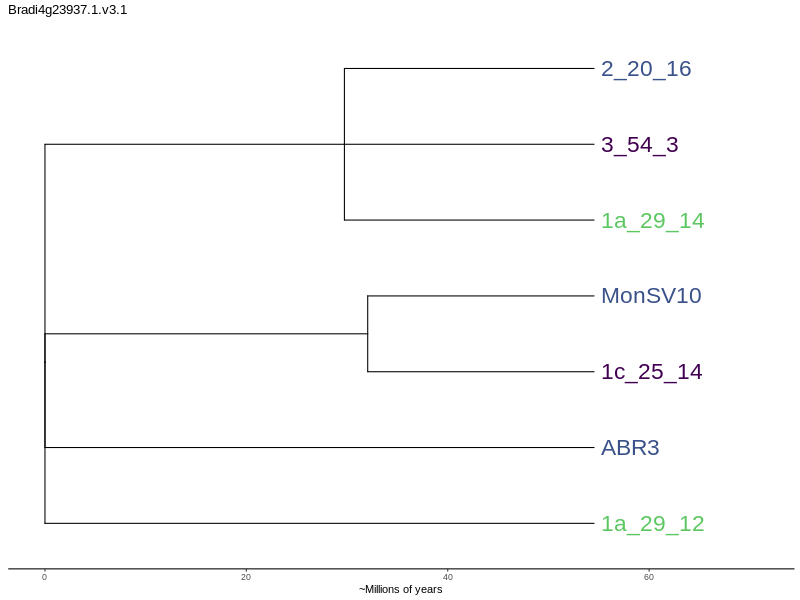 Bradi4g23937.1.v3.1
2_20_16
3_54_3
1a_29_14
MonSV10
1c_25_14
ABR3
1a_29_12
0 20 40 60
~Millions of years